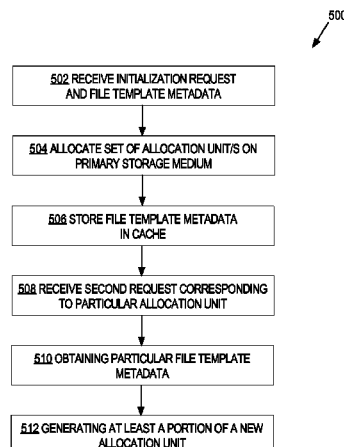 500
502 RECEIVE INITIALIZATION REQUEST
AND FILE TEMPLATE METADATA
504 ALLOCATE SET OF ALLOCATION UNIT/S ON
PRIMARY STORAGE MEDIUM
506 STORE FILE TEMPLATE METADATA
IN CACHE
508 RECEIVE SECOND REQUEST CORRESPONDING
TO PARTICULAR ALLOCATION UNIT
510 OBTAINING PARTICULAR FILE TEMPLATE
METADATA
512 GENERATING AT LEAST A PORTION OF A NEW
ALLOCATION UNIT